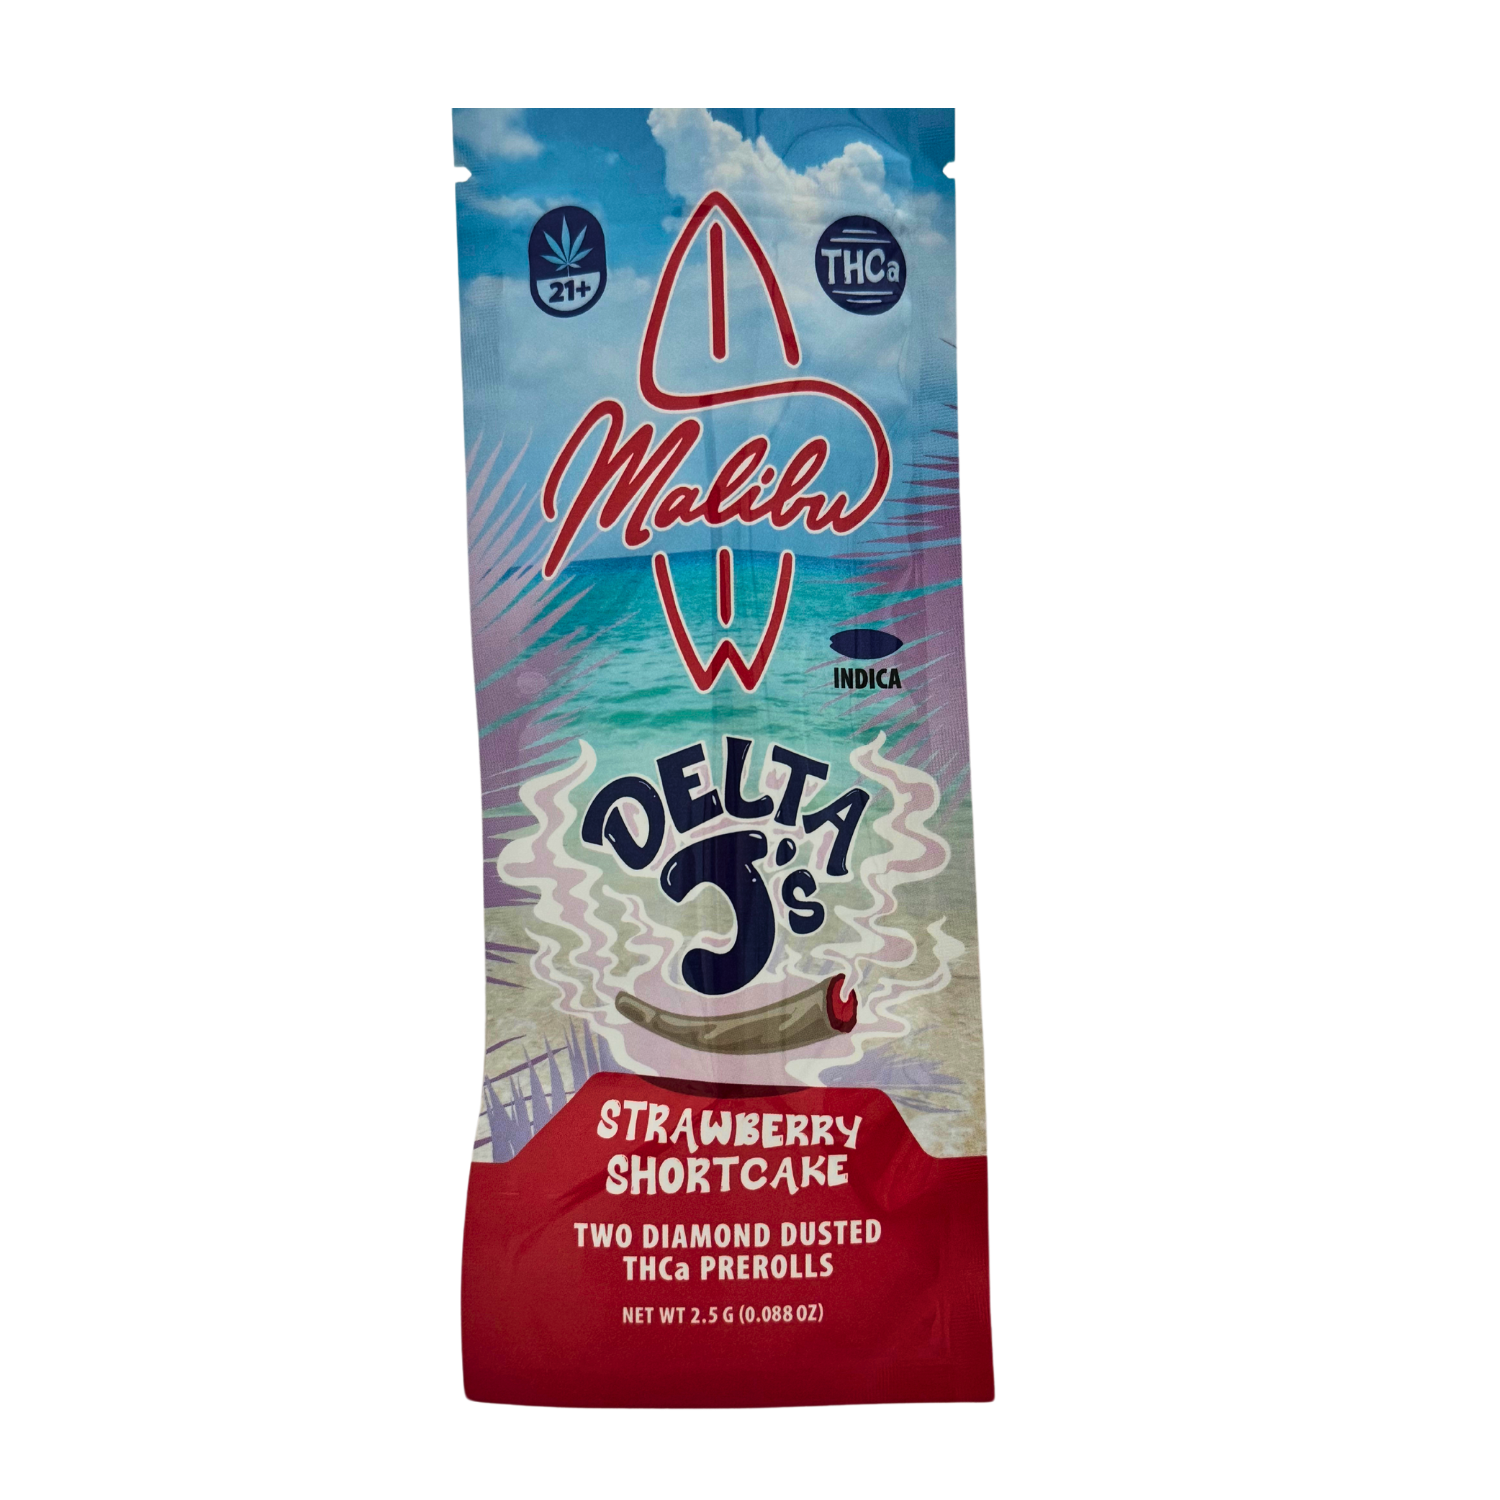 21+
THCa
Malibu
INDICA
DELTA
J's
STRAWBERRY
SHORTCAKE
TWO DIAMOND DUSTED
THCa PREROLLS
NET WT 2.5 G (0.088 OZ)